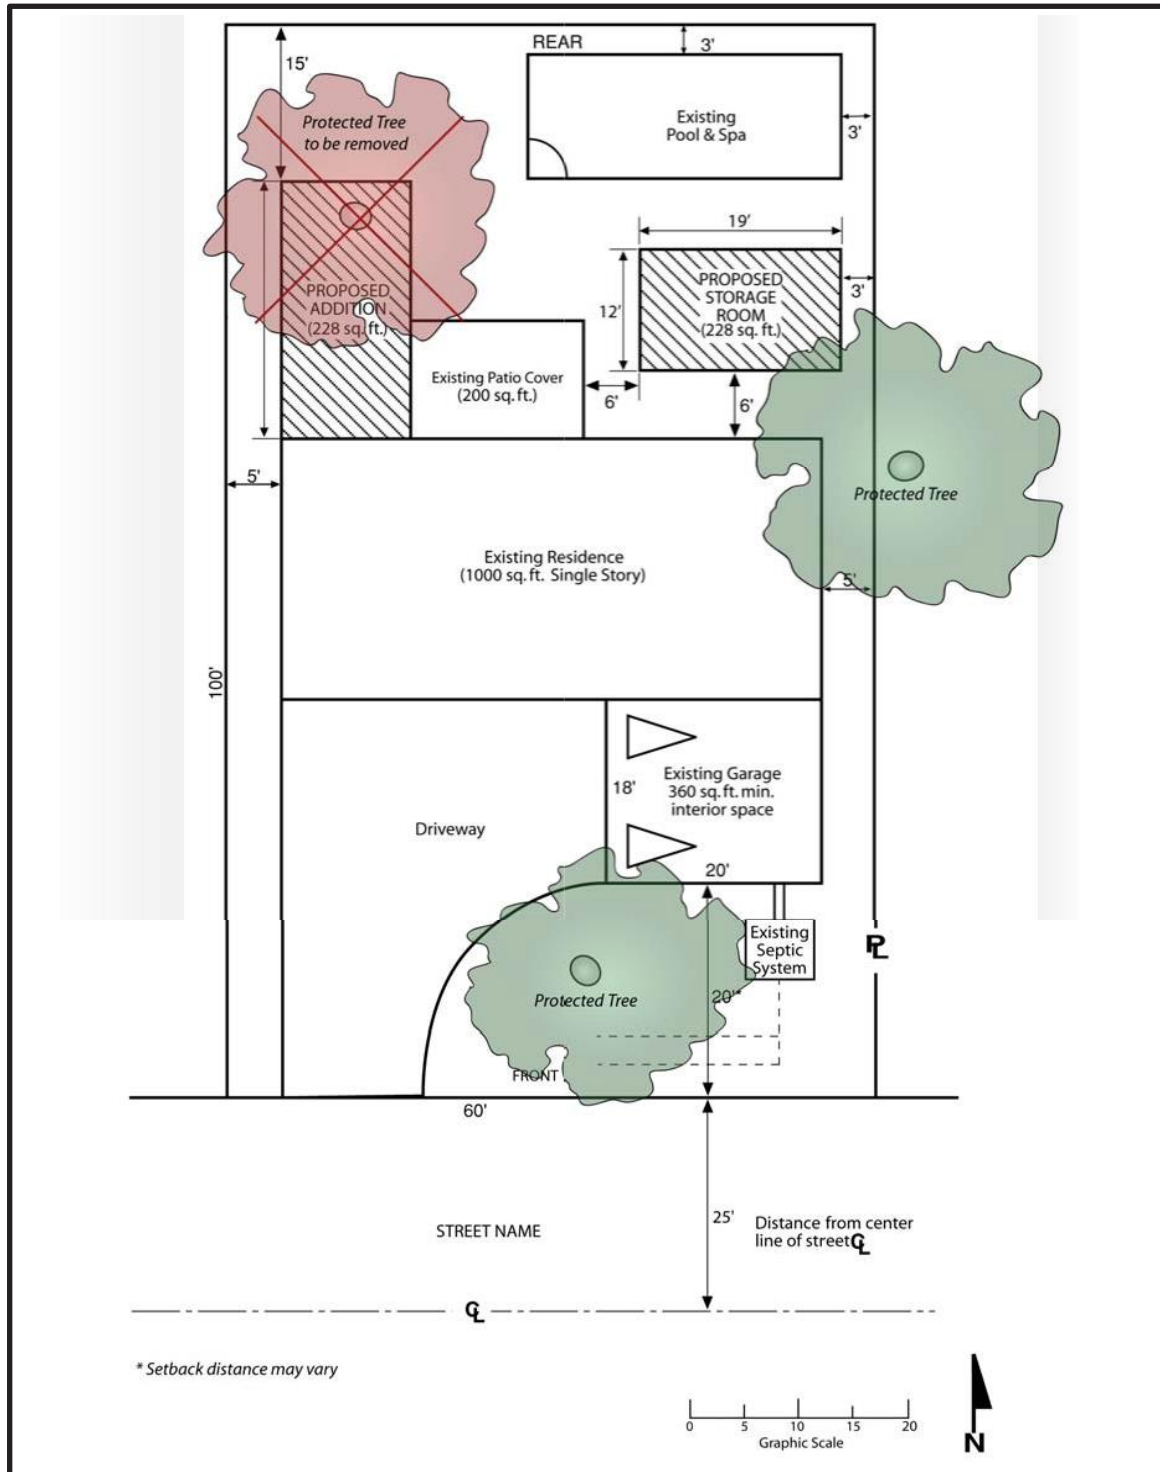 REAR
3'
15'
Protected Tree
to be removed
Existing
Pool & Spa
3'
19'
PROPOSED
STORAGE
ROOM
(228 sq. ft.)
12'
3'
PROPOSED
ADDITION
(228 sq. ft.)
Existing Patio Cover
(200 sq. ft.)
6'
6'
5'
Protected Tree
Existing Residence
(1000 sq. ft. Single Story)
5'
100'
18'
Existing Garage
360 sq. ft. min.
interior space
Driveway
20'
Existing
Septic
System
PL
Protected Tree
20'*
FRONT
60'
STREET NAME
25'
Distance from center
line of street CL
CL
* Setback distance may vary
0 5 10 15 20
Graphic Scale
N